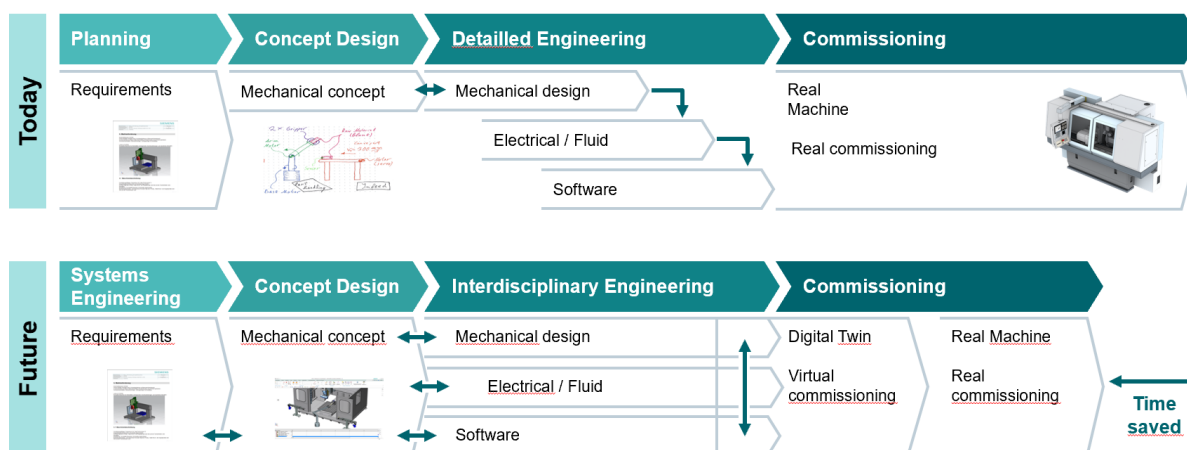 Today
Planning
Concept Design
Detailled Engineering
Commissioning
Requirements
Mechanical concept
Mechanical design
Electrical / Fluid
Software
Real
Machine
Real commissioning
Future
Systems
Engineering
Concept Design
Interdisciplinary Engineering
Commissioning
Requirements
Mechanical concept
Mechanical design
Electrical / Fluid
Software
Digital Twin
Virtual
commissioning
Real Machine
Real
commissioning
Time
saved